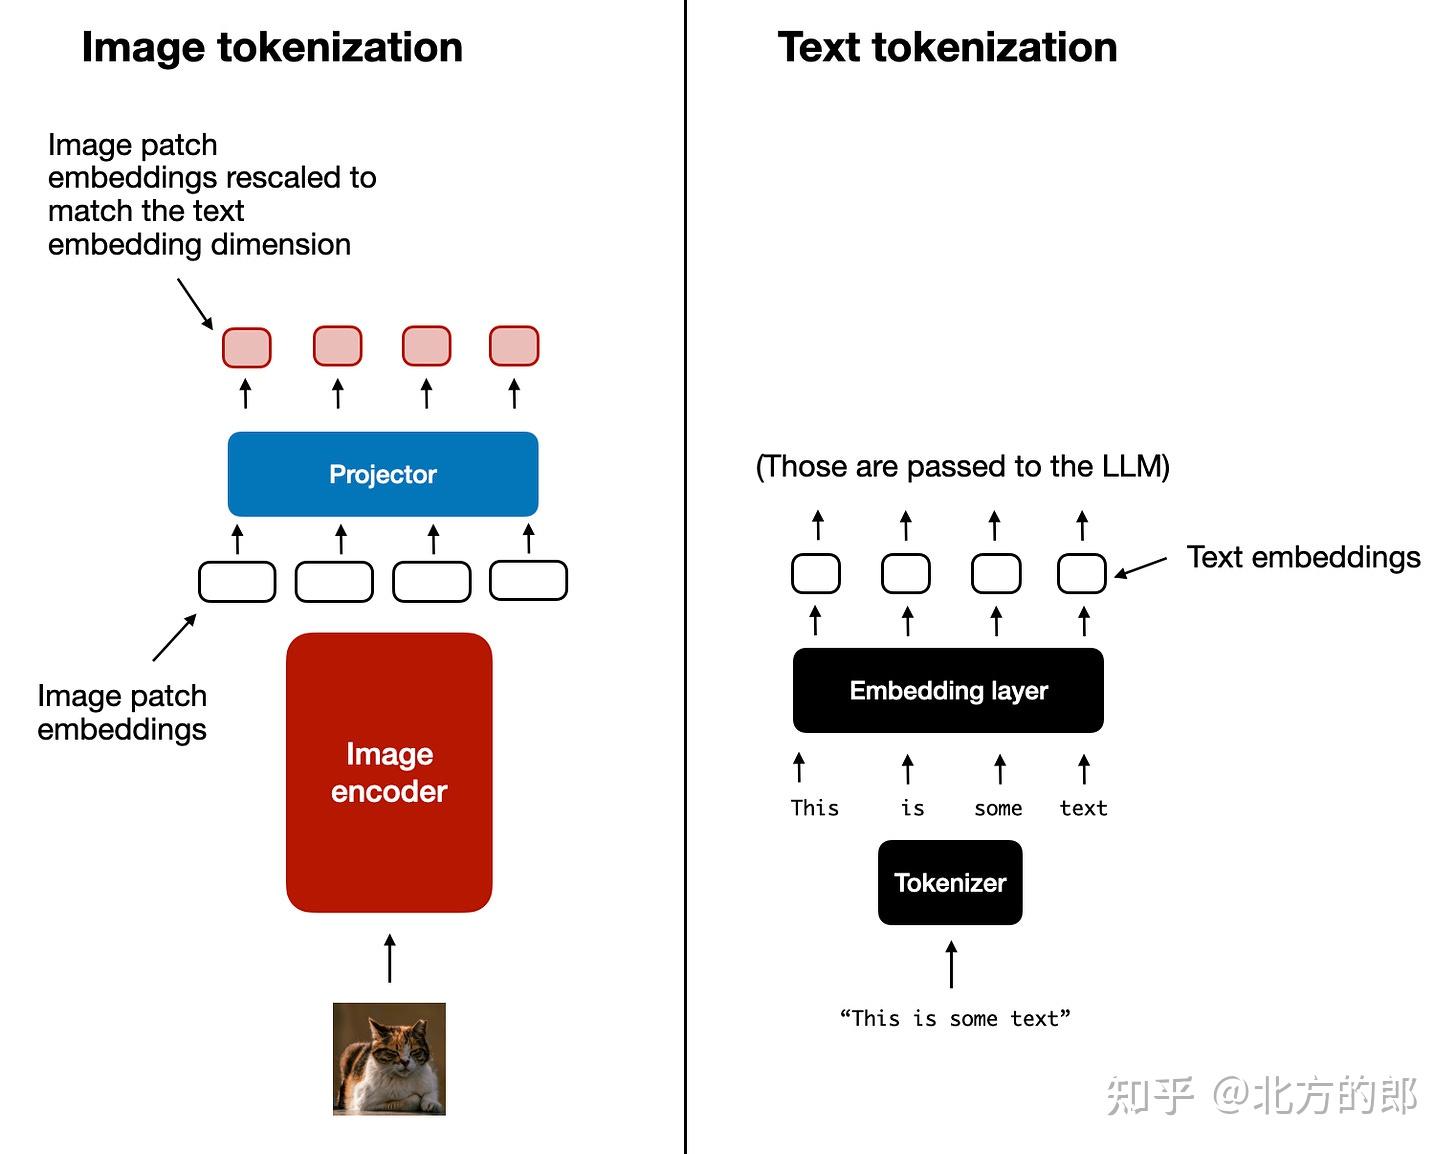 Image tokenization
Image patch
embeddings rescaled to
match the text
embedding dimension
Projector
Image patch
embeddings
Image
encoder
Text tokenization
(Those are passed to the LLM)
Text embeddings
Embedding layer
This is some text
Tokenizer
“This is some text”
知乎 @北方的郎